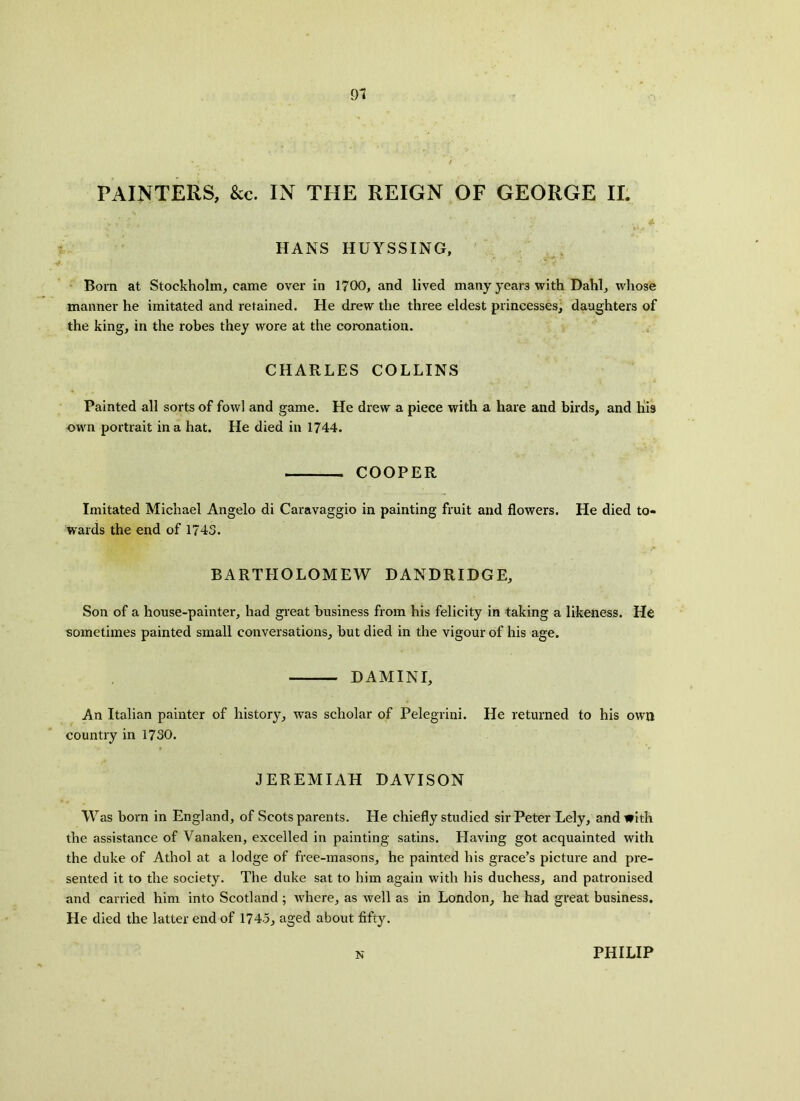 97
PAINTERS, &c. IN THE REIGN OF GEORGE II.
HANS HUYSSING,
Born at Stockholm, came over in 1700, and lived many years with Dahl, whose
manner he imitated and retained. He drew the three eldest princesses, daughters of
the king, in the robes they wore at the coronation.
CHARLES COLLINS
Painted all sorts of fowl and game. He drew a piece with a hare and birds, and his
own portrait in a hat. He died in 1744.
——— COOPER
Imitated Michael Angelo di Caravaggio in painting fruit and flowers. He died to-
wards the end of 1743.
BARTHOLOMEW DANDRIDGE,
Son of a house-painter, had great business from his felicity in taking a likeness. He
sometimes painted small conversations, but died in the vigour of his age.
——— DAMINI,
An Italian painter of history, was scholar of Pelegrini. He returned to his own
country in 1730.
JEREMIAH DAVISON
Was born in England, of Scots parents. He chiefly studied sir Peter Lely, and with
the assistance of Vanaken, excelled in painting satins. Having got acquainted with
the duke of Athol at a lodge of free-masons, he painted his grace's picture and pre-
sented it to the society. The duke sat to him again with his duchess, and patronised
and carried him into Scotland ; where, as well as in London, he had great business.
He died the latter end of 1745, aged about fifty.
N PHILIP